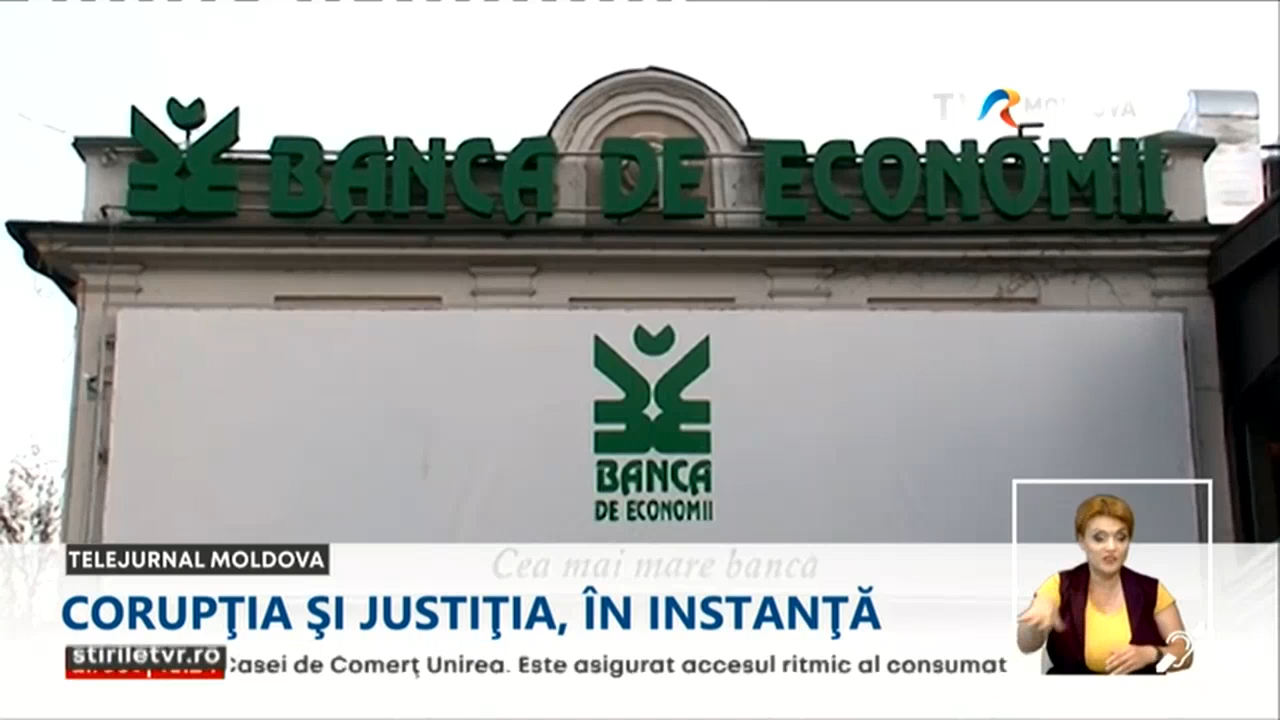 BANCA DE ECONOMII
MOLDOVA
BANCA
DE ECONOMII
Cea mai mare bancă
TELEJURNAL MOLDOVA
CORUPŢIA ŞI JUSTIŢIA, ÎN INSTANŢĂ
stiriletvr.ro
Casei de Comerţ Unirea. Este asigurat accesul ritmic al consumat